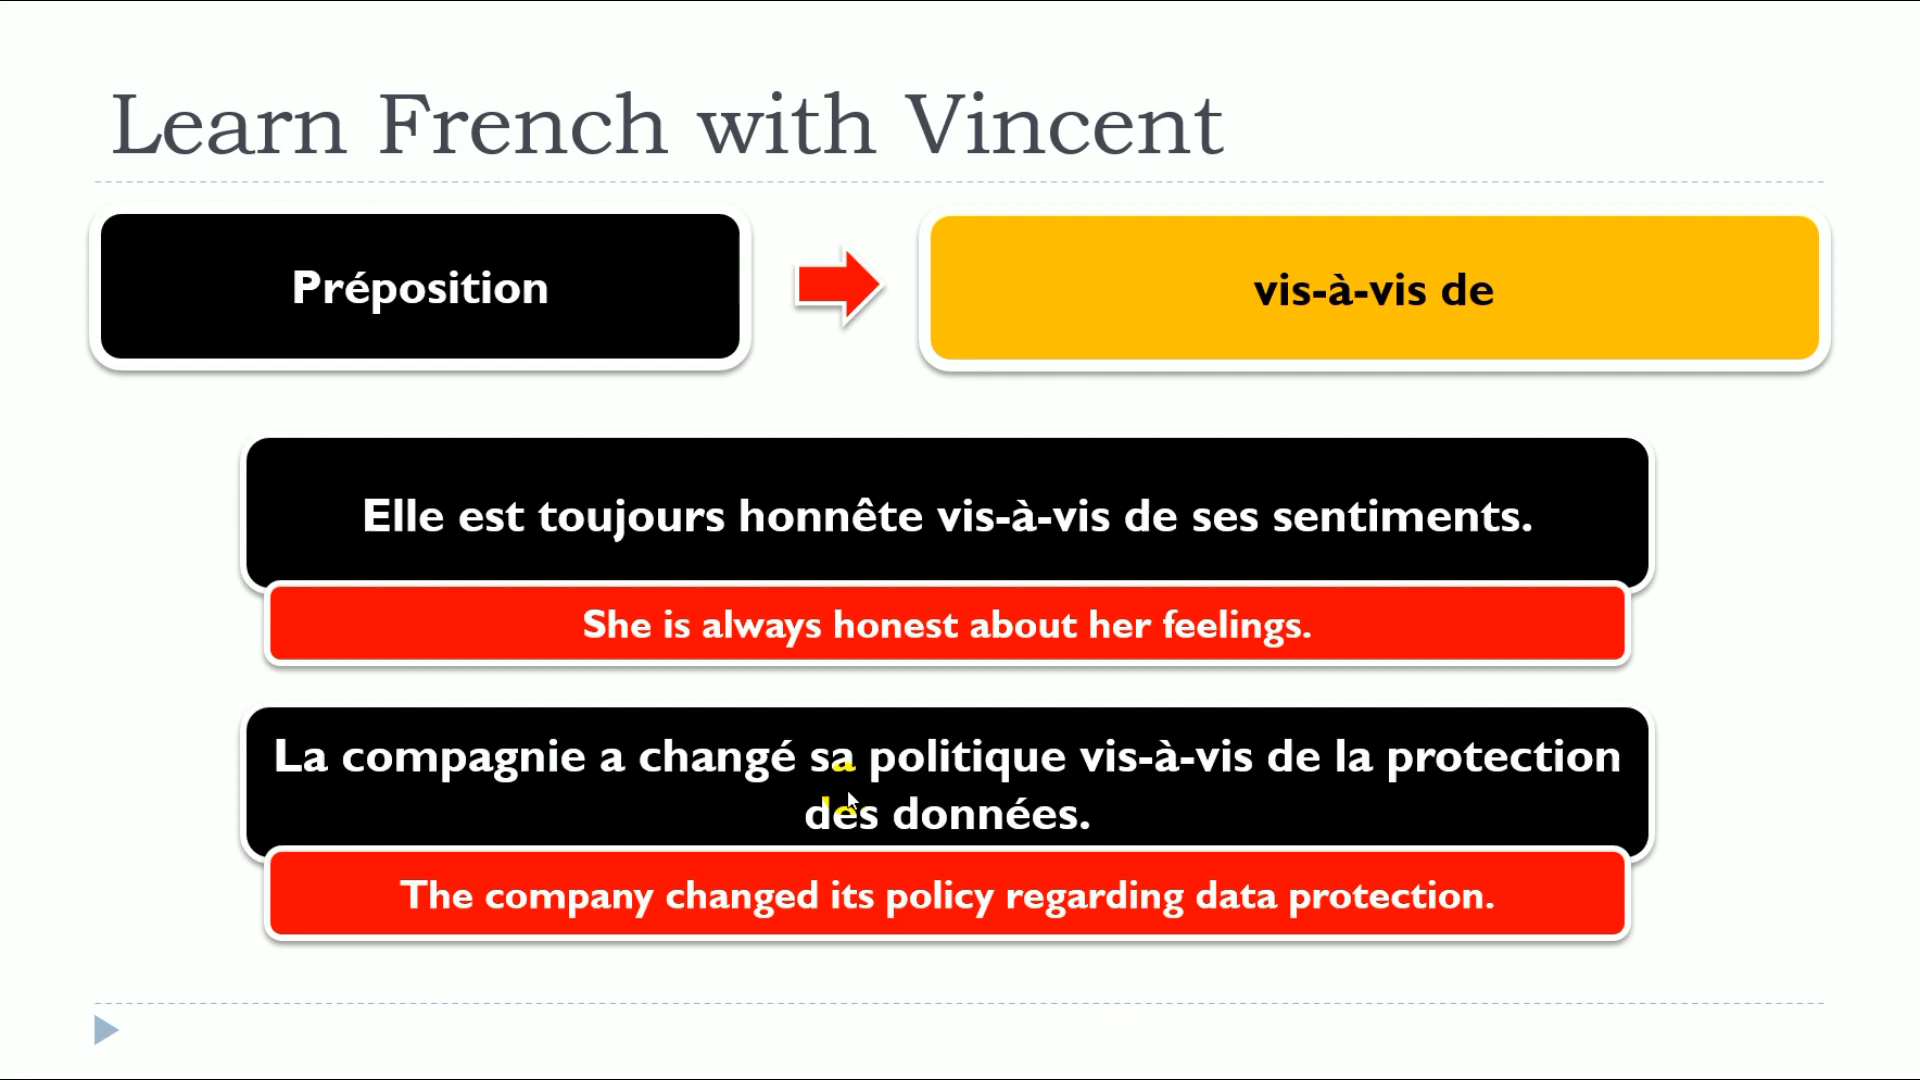 Learn French with Vincent
Préposition
vis-à-vis de
Elle est toujours honnête vis-à-vis de ses sentiments.
She is always honest about her feelings.
La compagnie a changé sa politique vis-à-vis de la protection
des données.
The company changed its policy regarding data protection.